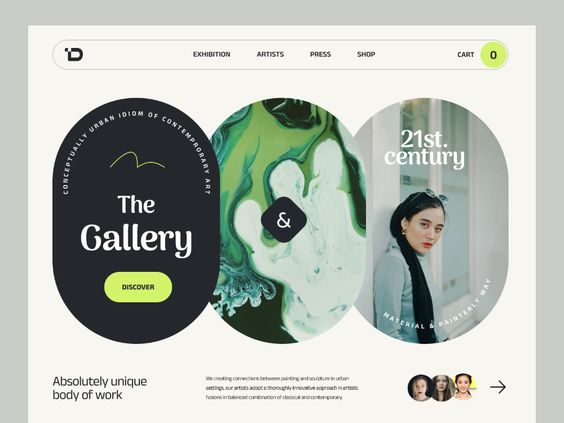 EXHIBITION
ARTISTS
PRESS
SHOP
CART
0
CONCEPTUALLY URBAN IDIOM OF CONTEMPRORARY ART
The
Gallery
DISCOVER
&
21st.
century
MATERIAL & PAINTERLY WAY
Absolutely unique
body of work
We creating connections between painting and sculpture in urban
settings, our artists adopt a thoroughly innovative approach in artistic
fusions in balanced combination of classical and contemporary.